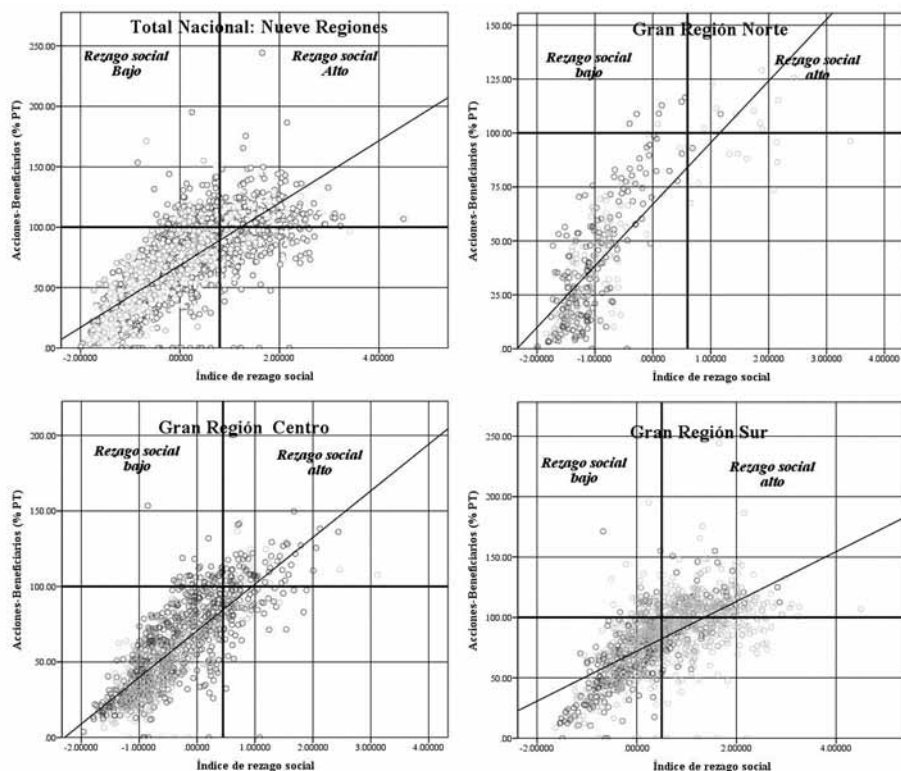 Total Nacional: Nueve Regiones
Rezago social
Bajo
Rezago social
Alto
Acciones-Beneficiarios (% PT)
250.00
200.00
150.00
100.00
50.00
.00
-2.00000
.00000
2.00000
4.00000
Índice de rezago social
Gran Región Norte
Rezago social
bajo
Rezago social
alto
Acciones-Beneficiarios (% PT)
150.00
125.00
100.00
75.00
50.00
25.00
.00
-2.00000
-1.00000
.00000
1.00000
2.00000
3.00000
4.00000
Índice de rezago social
Gran Región Centro
Rezago social
bajo
Rezago social
alto
Acciones-Beneficiarios (% PT)
200.00
150.00
100.00
50.00
.00
-2.00000
-1.00000
.00000
1.00000
2.00000
3.00000
4.00000
Índice de rezago social
Gran Región Sur
Rezago social
bajo
Rezago social
alto
Acciones-Beneficiarios (% PT)
250.00
200.00
150.00
100.00
50.00
.00
-2.00000
.00000
2.00000
4.00000
Índice de rezago social